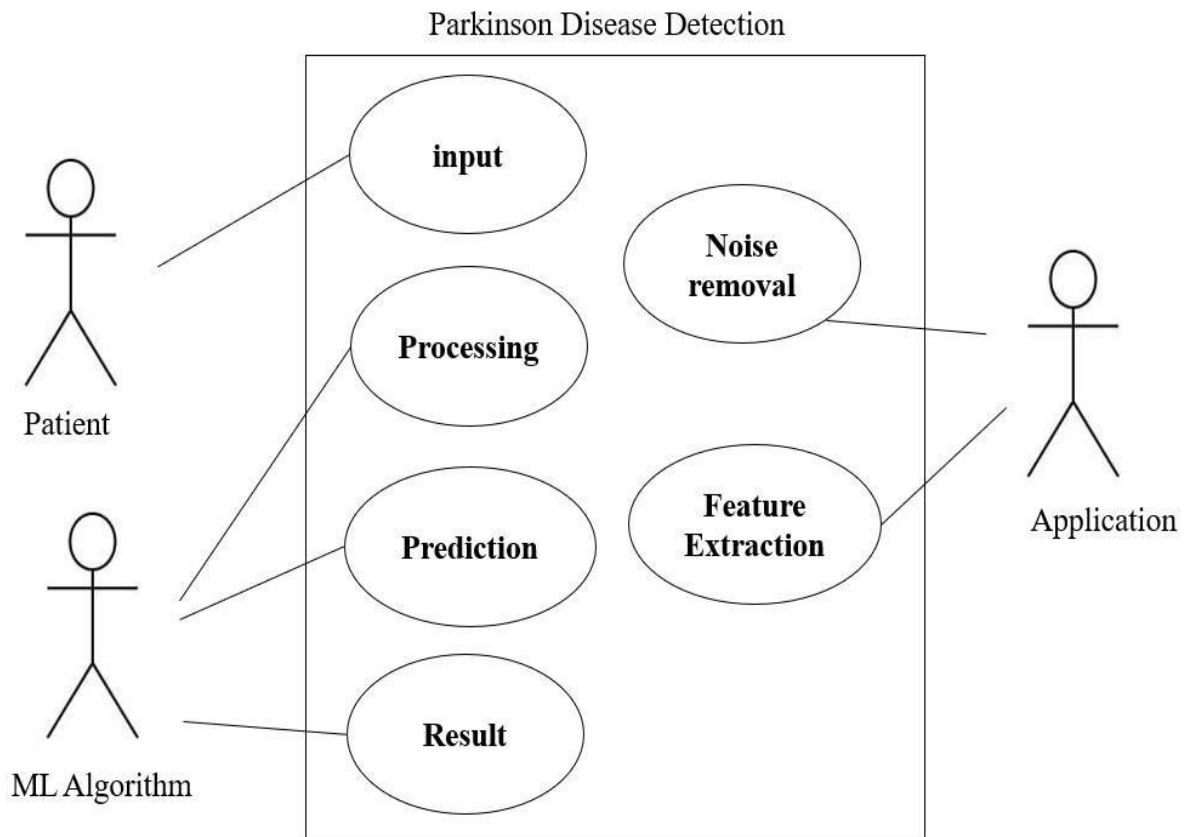 Parkinson Disease Detection
input
Noise
removal
Processing
Patient
Feature
Extraction
Application
Prediction
Result
ML Algorithm